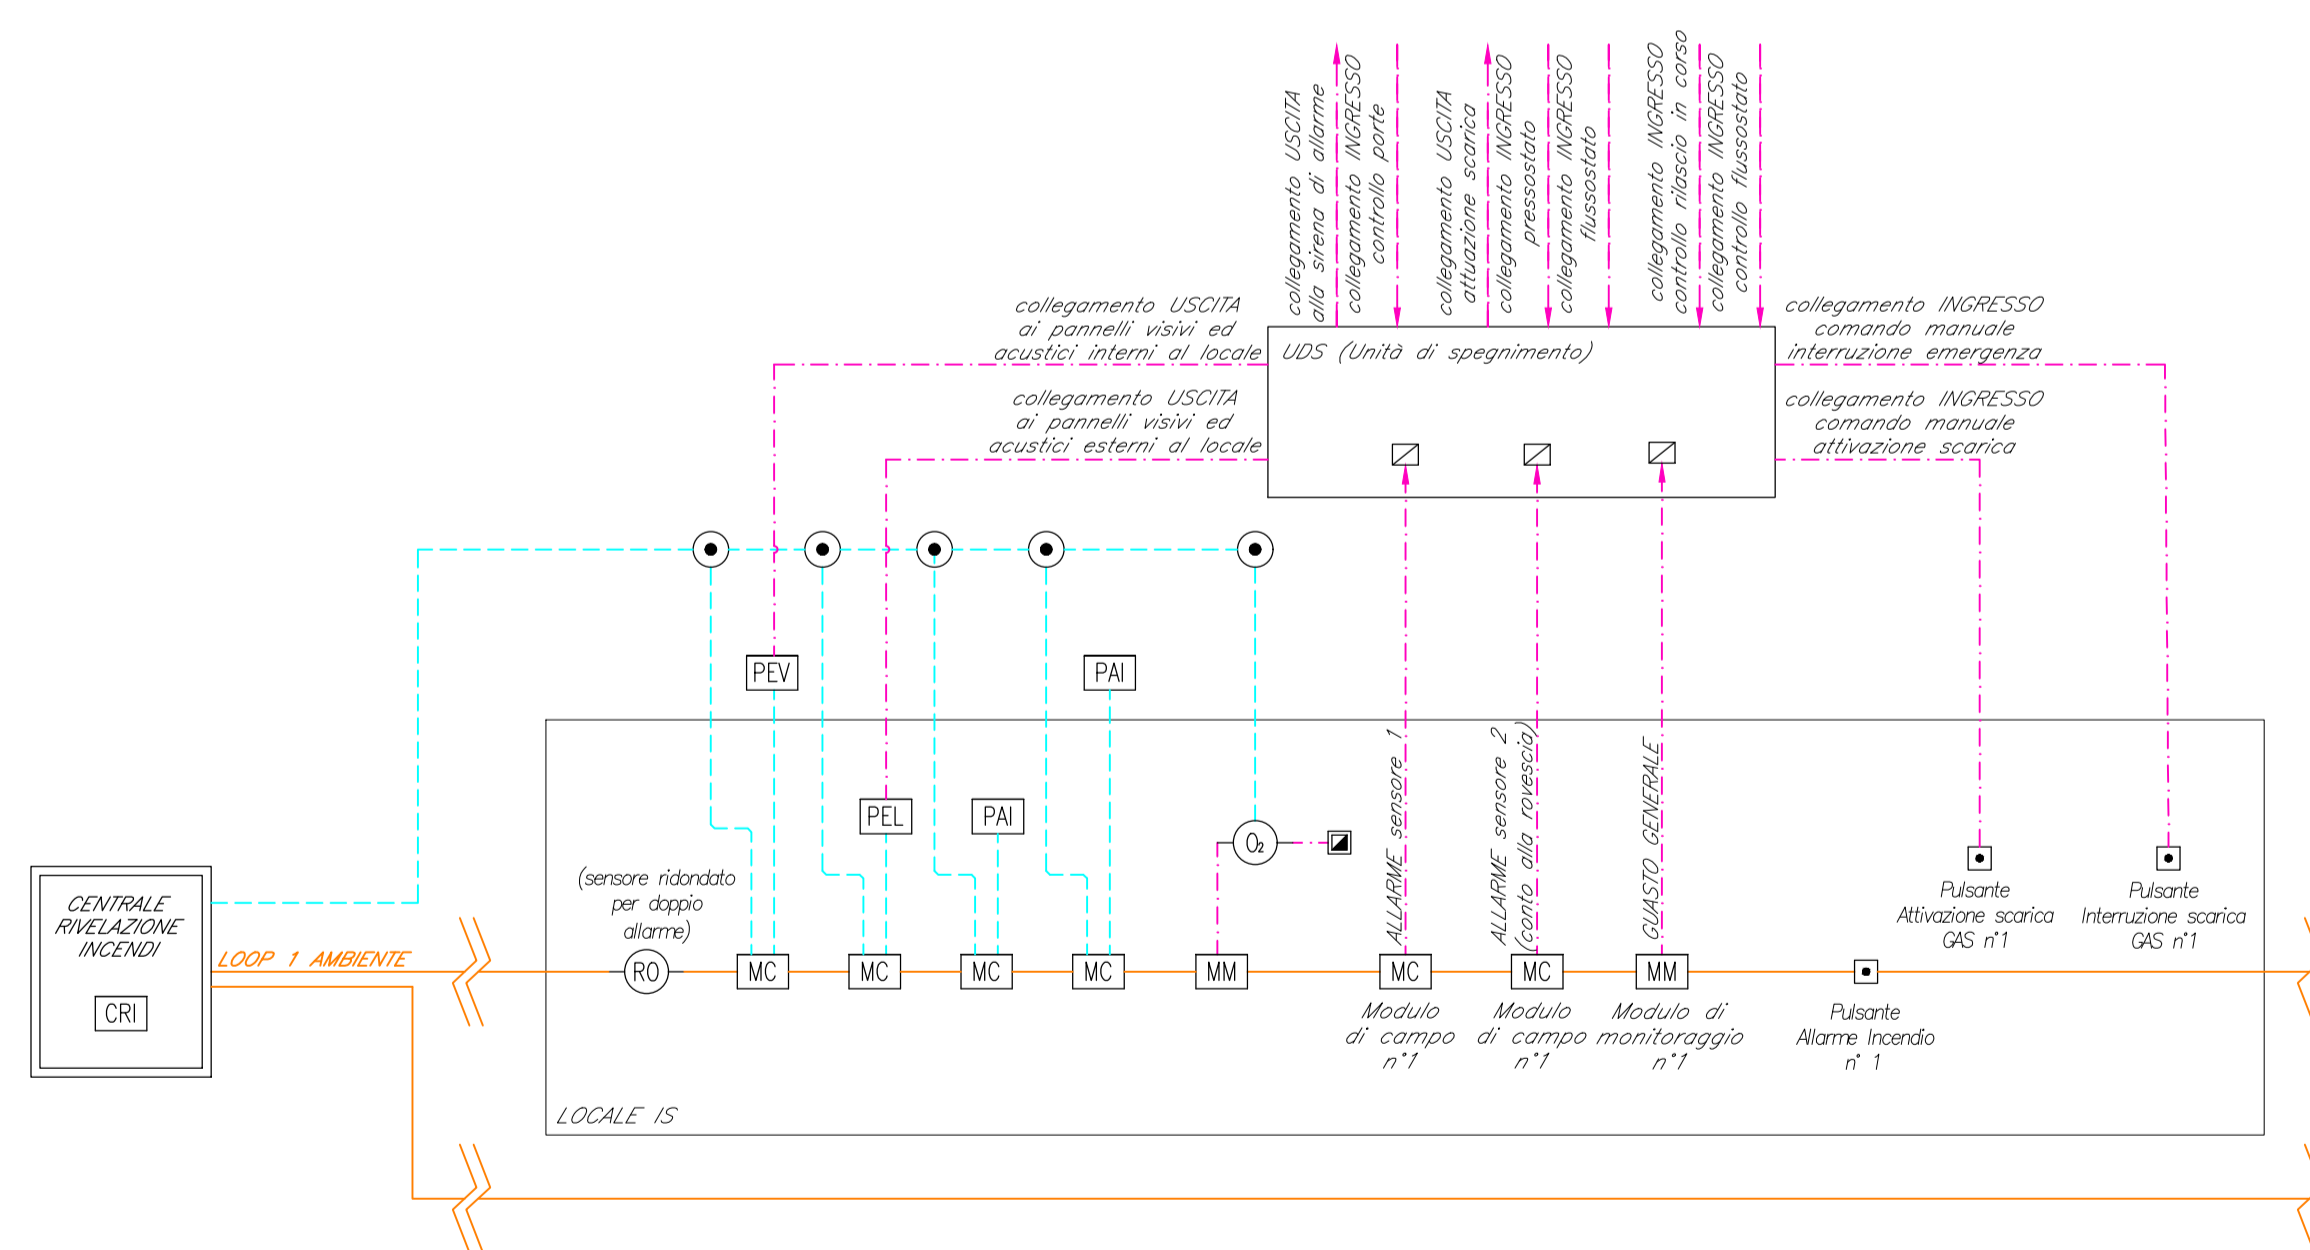 collegamento USCITA
alla sirena di allarme
collegamento INGRESSO
controllo porte
collegamento USCITA
attuazione scarica
collegamento INGRESSO
pressostato
collegamento INGRESSO
flussostato
collegamento INGRESSO
controllo rilascio in corso
collegamento INGRESSO
controllo flussostato
collegamento USCITA
ai pannelli visivi ed
acustici interni al locale
UDS (Unità di spegnimento)
collegamento INGRESSO
comando manuale
interruzione emergenza
collegamento USCITA
ai pannelli visivi ed
acustici esterni al locale
collegamento INGRESSO
comando manuale
attivazione scarica
PEV
PAI
PEL
PAI
O₂
ALLARME sensore 1
ALLARME sensore 2
(conto alla rovescia)
GUASTO GENERALE
CENTRALE
RIVELAZIONE
INCENDI
CRI
LOOP 1 AMBIENTE
(sensore ridondato
per doppio
allarme)
RO
MC
MC
MC
MC
MM
MC
MC
MM
Pulsante
Attivazione scarica
GAS n°1
Pulsante
Interruzione scarica
GAS n°1
Modulo
di campo
n°1
Modulo
di campo
n°1
Modulo di
monitoraggio
n°1
Pulsante
Allarme Incendio
n° 1
LOCALE IS